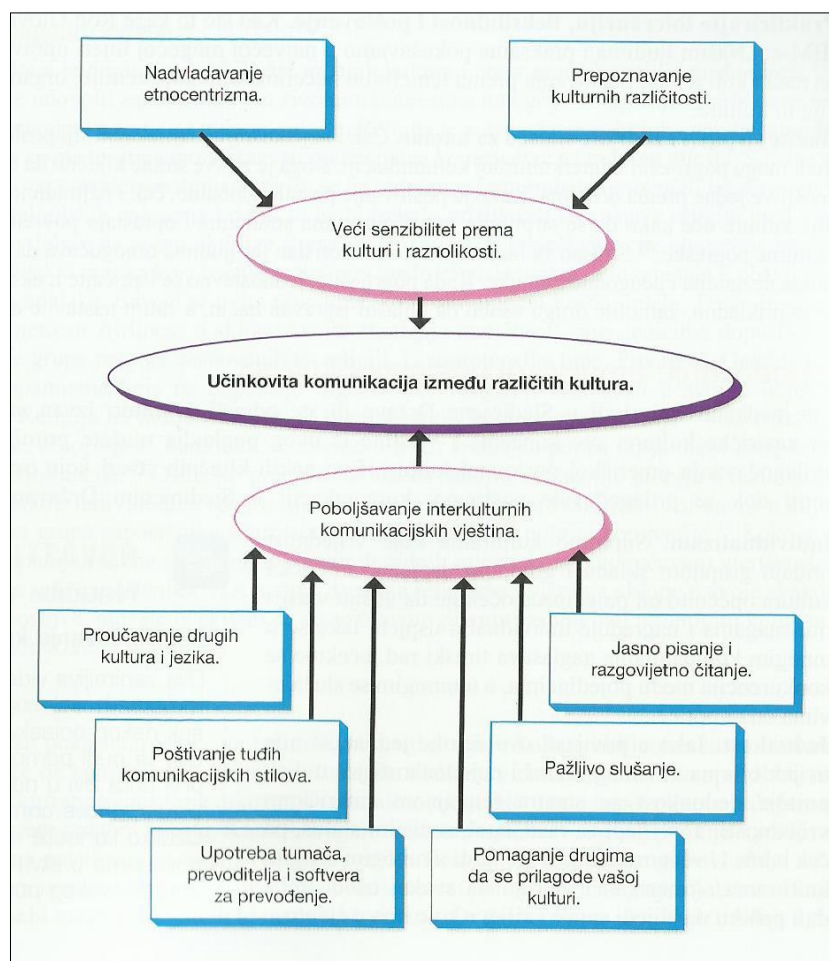 Nadvladavanje
etnocentrizma.
Prepoznavanje
kulturnih različitosti.
Veći senzibilitet prema
kulturi i raznolikosti.
Učinkovita komunikacija između različitih kultura.
Poboljšavanje interkulturnih
komunikacijskih vještina.
Proučavanje drugih
kultura i jezika.
Jasno pisanje i
razgovijetno čitanje.
Poštivanje tuđih
komunikacijskih stilova.
Pažljivo slušanje.
Upotreba tumača,
prevoditelja i softvera
za prevođenje.
Pomaganje drugima
da se prilagode vašoj
kulturi.